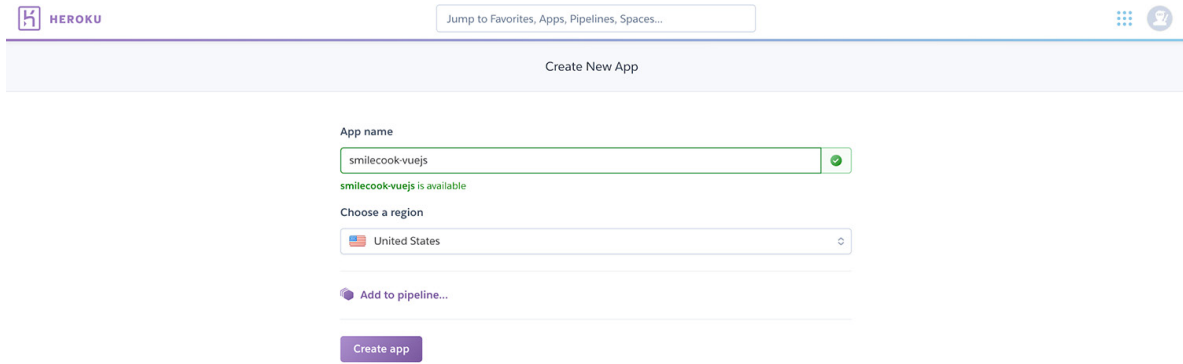 HEROKU
Jump to Favorites, Apps, Pipelines, Spaces...
Create New App
App name
smilecook-vuejs
smilecook-vuejs is available
Choose a region
United States
Add to pipeline...
Create app